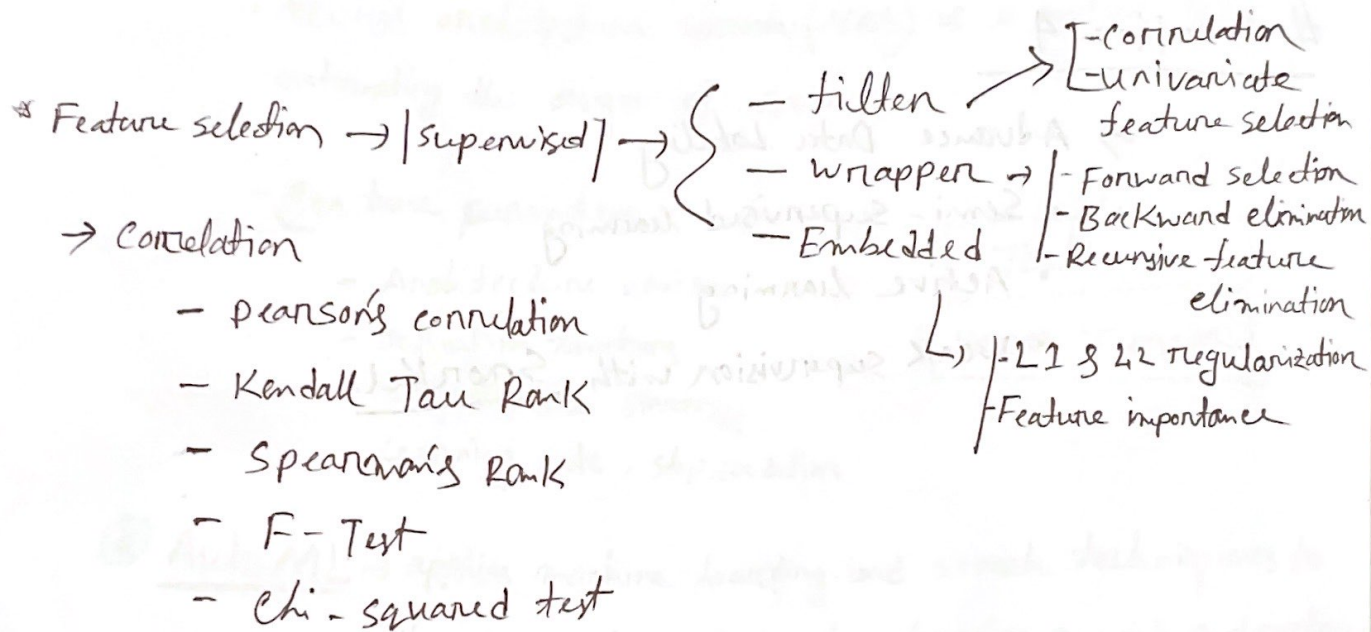 * Feature selection → [supervised] →
- filter
- correlation
- univariate
feature selection
- wrapper →
- Forward selection
- Backward elimination
- Recursive feature
elimination
- Embedded
- L1 & L2 regularization
- Feature importance
→ Correlation
- pearson's correlation
- Kendall Tau Rank
- Spearman's Rank
- F - Test
- chi - squared test